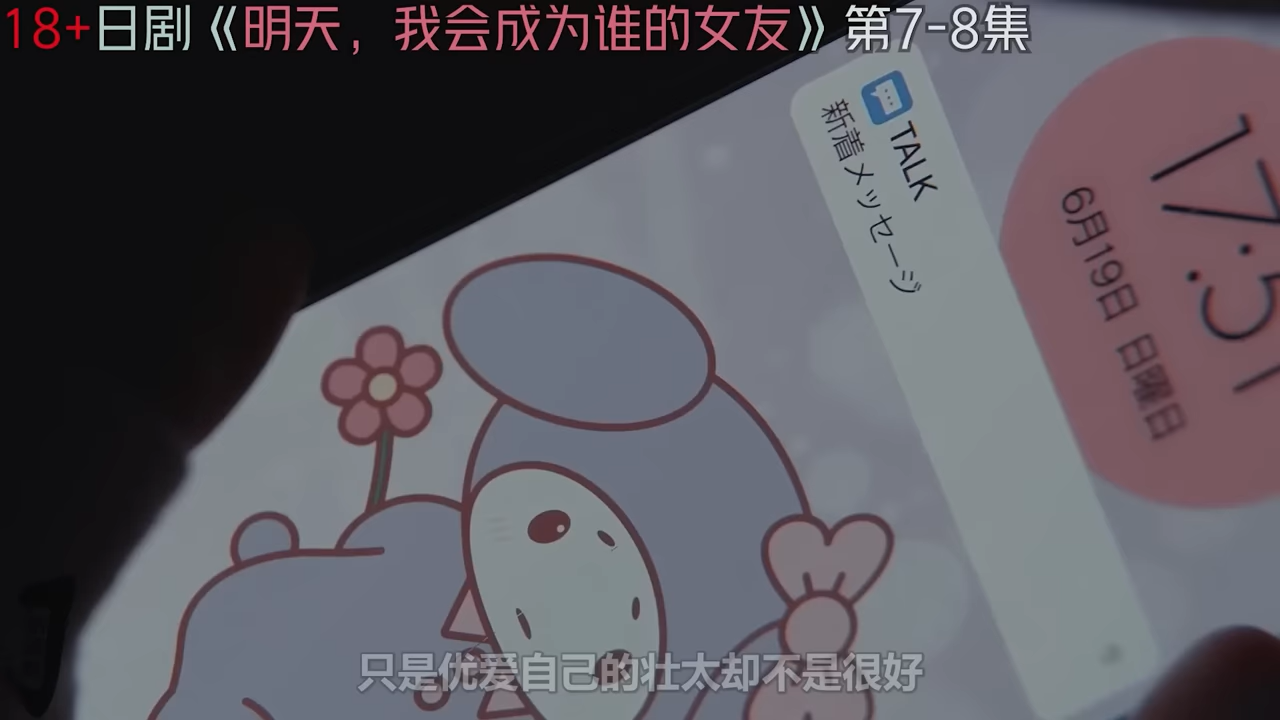 18+日剧《明天，我会成为谁的女友》第7-8集
17:51
6月19日 日曜日
TALK
新着メッセージ
只是优爱自己的壮太却不是很好